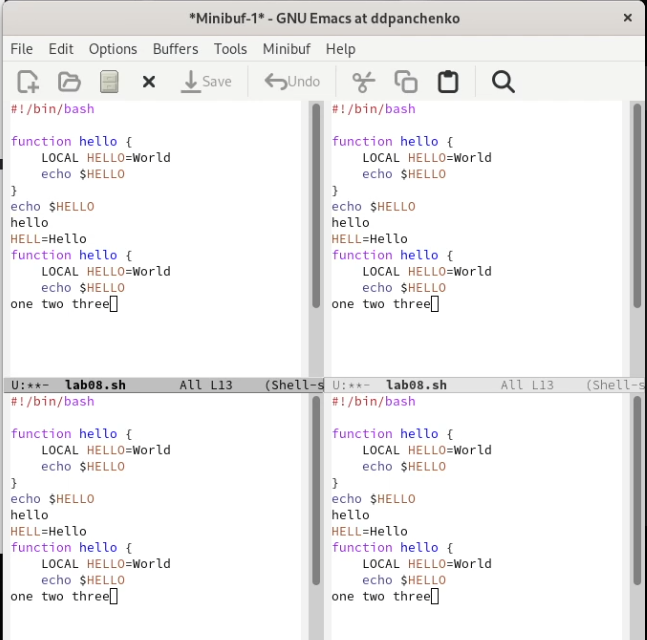 *Minibuf-1* - GNU Emacs at ddpanchenko ×
File Edit Options Buffers Tools Minibuf Help
Save Undo
#!/bin/bash
function hello {
    LOCAL HELLO=World
    echo $HELLO
}
echo $HELLO
hello
HELL=Hello
function hello {
    LOCAL HELLO=World
    echo $HELLO
one two three
U:**-  lab08.sh       All L13    (Shell-s
#!/bin/bash
function hello {
    LOCAL HELLO=World
    echo $HELLO
}
echo $HELLO
hello
HELL=Hello
function hello {
    LOCAL HELLO=World
    echo $HELLO
one two three
U:**-  lab08.sh       All L13    (Shell-s
#!/bin/bash
function hello {
    LOCAL HELLO=World
    echo $HELLO
}
echo $HELLO
hello
HELL=Hello
function hello {
    LOCAL HELLO=World
    echo $HELLO
one two three
#!/bin/bash
function hello {
    LOCAL HELLO=World
    echo $HELLO
}
echo $HELLO
hello
HELL=Hello
function hello {
    LOCAL HELLO=World
    echo $HELLO
one two three